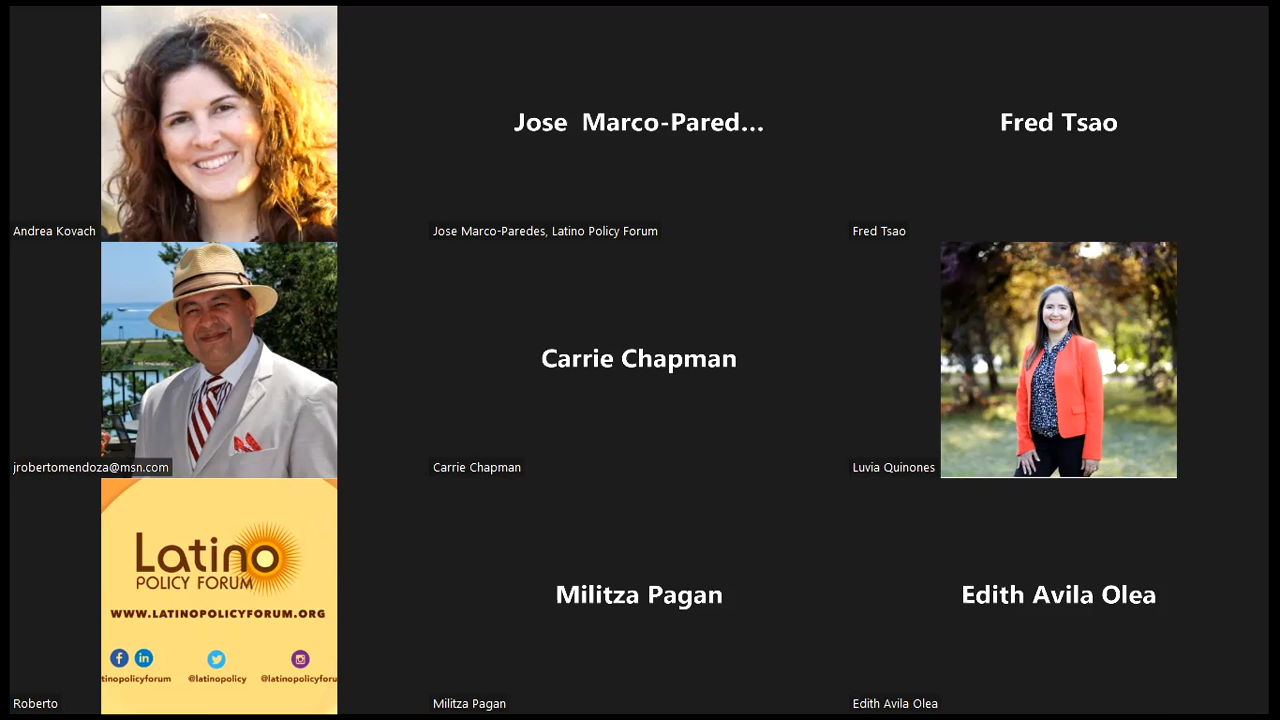 Jose  Marco-Pared...
Fred Tsao
Andrea Kovach
Jose Marco-Paredes, Latino Policy Forum
Fred Tsao
Carrie Chapman
jrobertomendoza@msn.com
Carrie Chapman
Luvia Quinones
Latino
POLICY FORUM
WWW.LATINOPOLICYFORUM.ORG
tinopolicyforum
@latinopolicy
@latinopolicyforu
Militza Pagan
Edith Avila Olea
Roberto
Militza Pagan
Edith Avila Olea